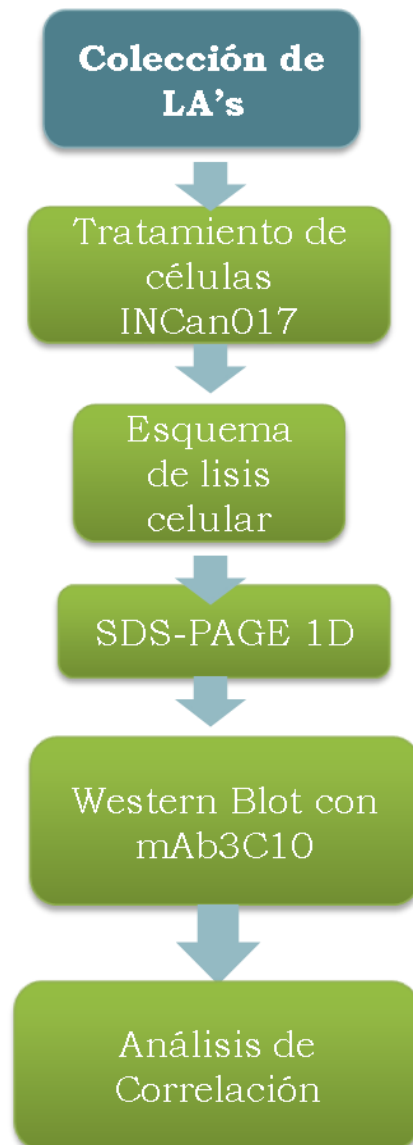 Colección de
LA's
Tratamiento de
células
INCan017
Esquema
de lisis
celular
SDS-PAGE 1D
Western Blot con
mAb3C10
Análisis de
Correlación